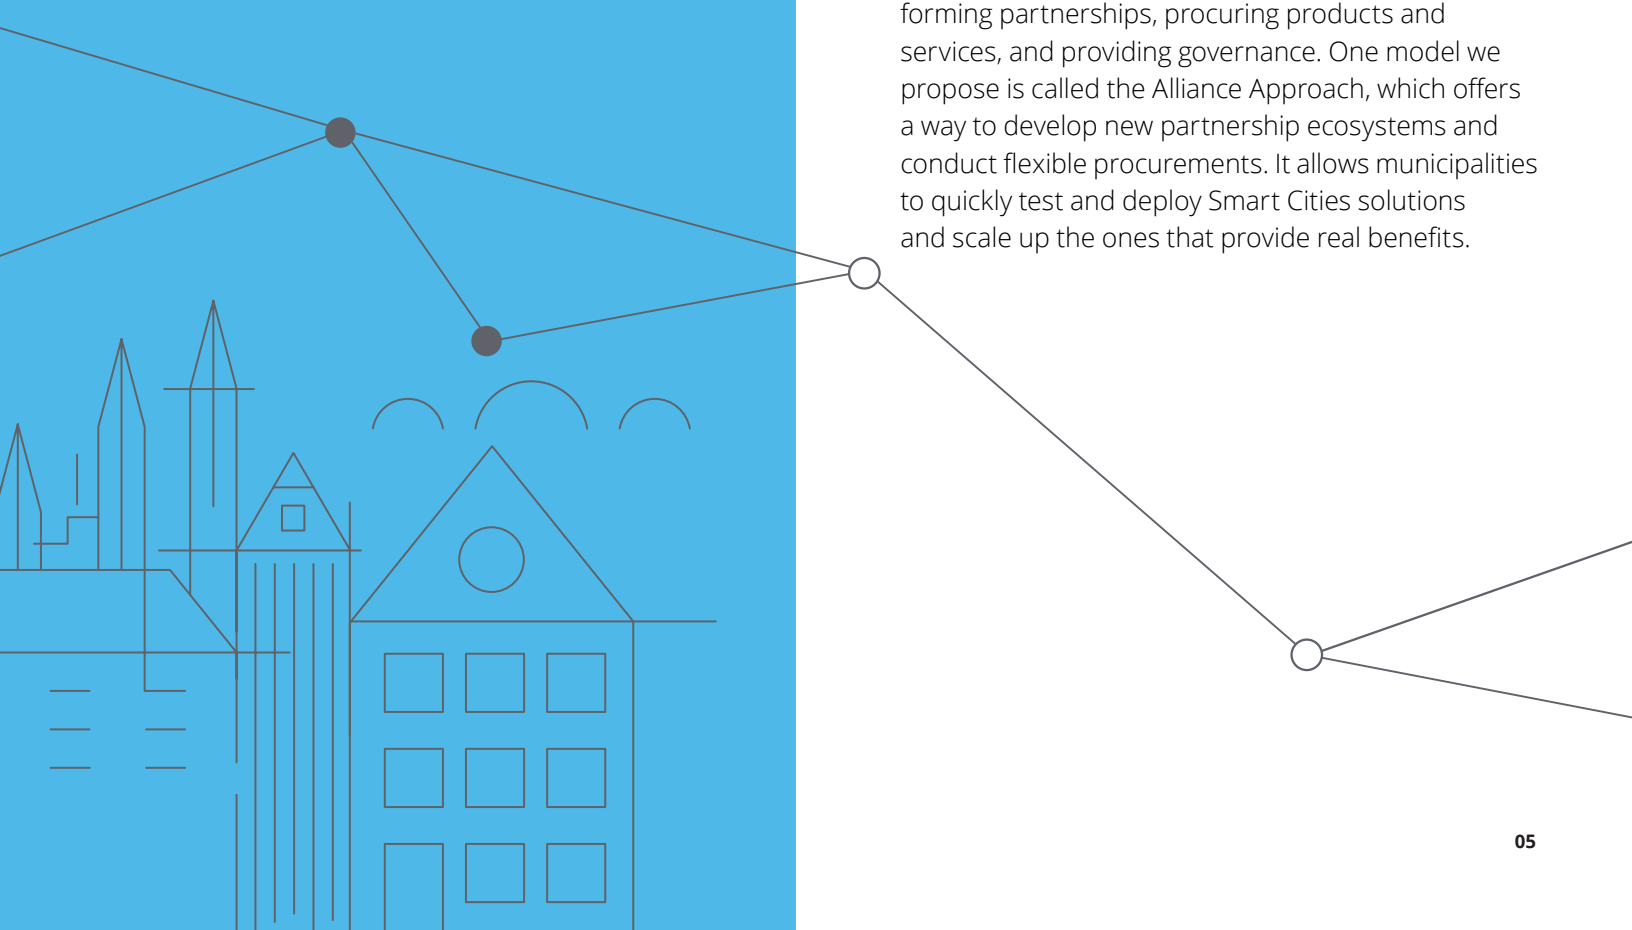 forming partnerships, procuring products and
services, and providing governance. One model we
propose is called the Alliance Approach, which offers
a way to develop new partnership ecosystems and
conduct flexible procurements. It allows municipalities
to quickly test and deploy Smart Cities solutions
and scale up the ones that provide real benefits.
05